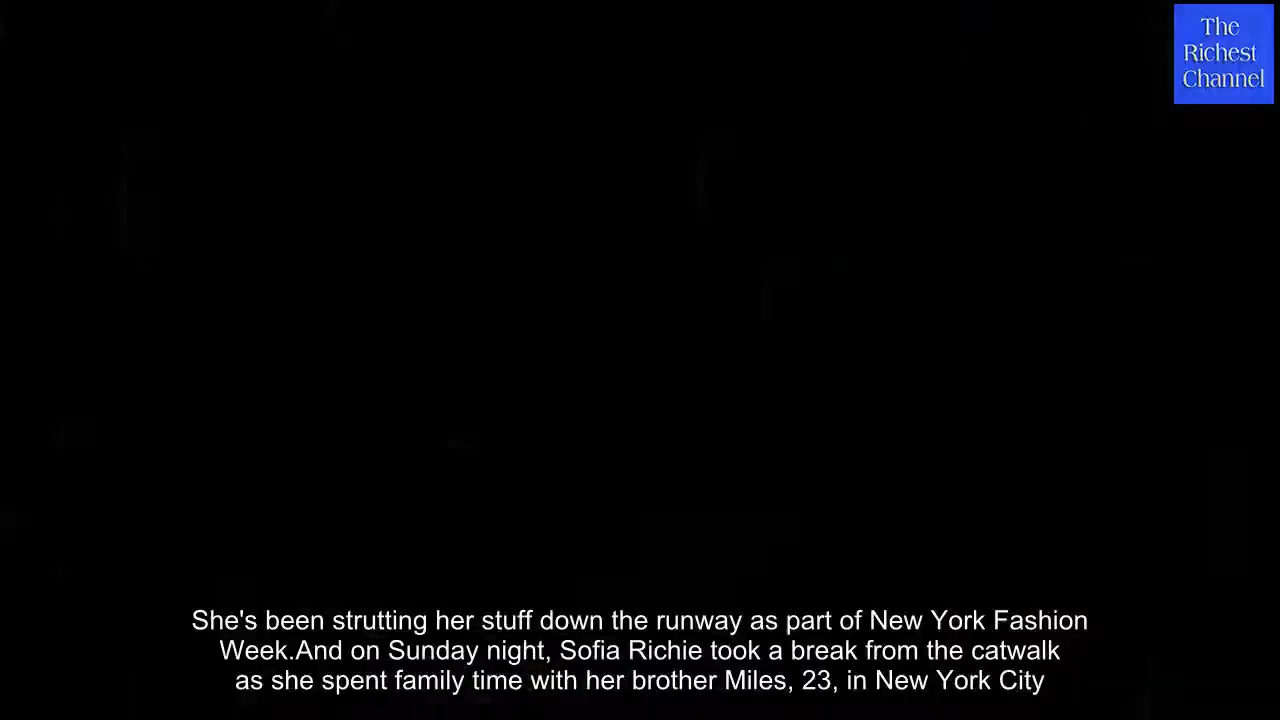 The
Richest
Channel
She's been strutting her stuff down the runway as part of New York Fashion
Week.And on Sunday night, Sofia Richie took a break from the catwalk
as she spent family time with her brother Miles, 23, in New York City